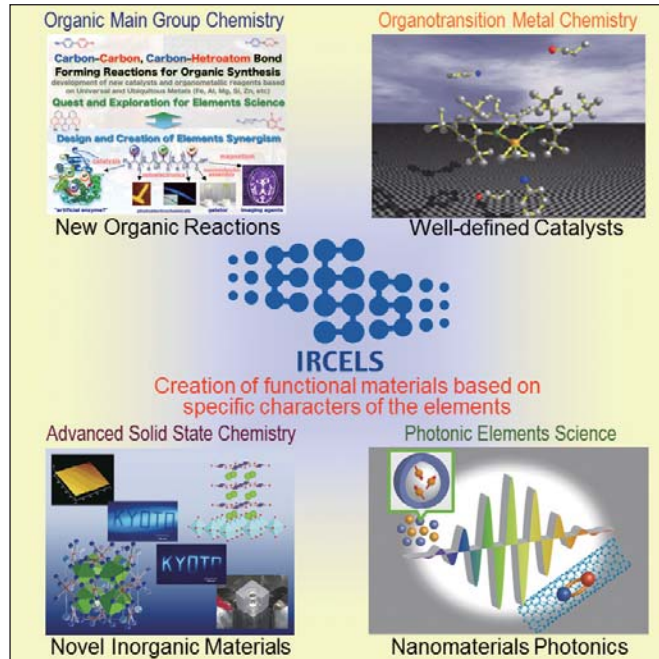 Organic Main Group Chemistry
Carbon-Carbon, Carbon-Hetroatom Bond
Forming Reactions for Organic Synthesis
development of new catalysts and organometallic reagents based
on Universal and Ubiquitous Metals (Fe, Al, Mg, Si, Zn, etc)
Quest and Exploration for Elements Science
Design and Creation of Elements Synergism
catalysis
magnetism
"artificial enzyme?"
imaging agents
New Organic Reactions
Organotransition Metal Chemistry
Well-defined Catalysts
IRCELS
Creation of functional materials based on
specific characters of the elements
Advanced Solid State Chemistry
KYOTO
KYOTO
Novel Inorganic Materials
Photonic Elements Science
Nanomaterials Photonics